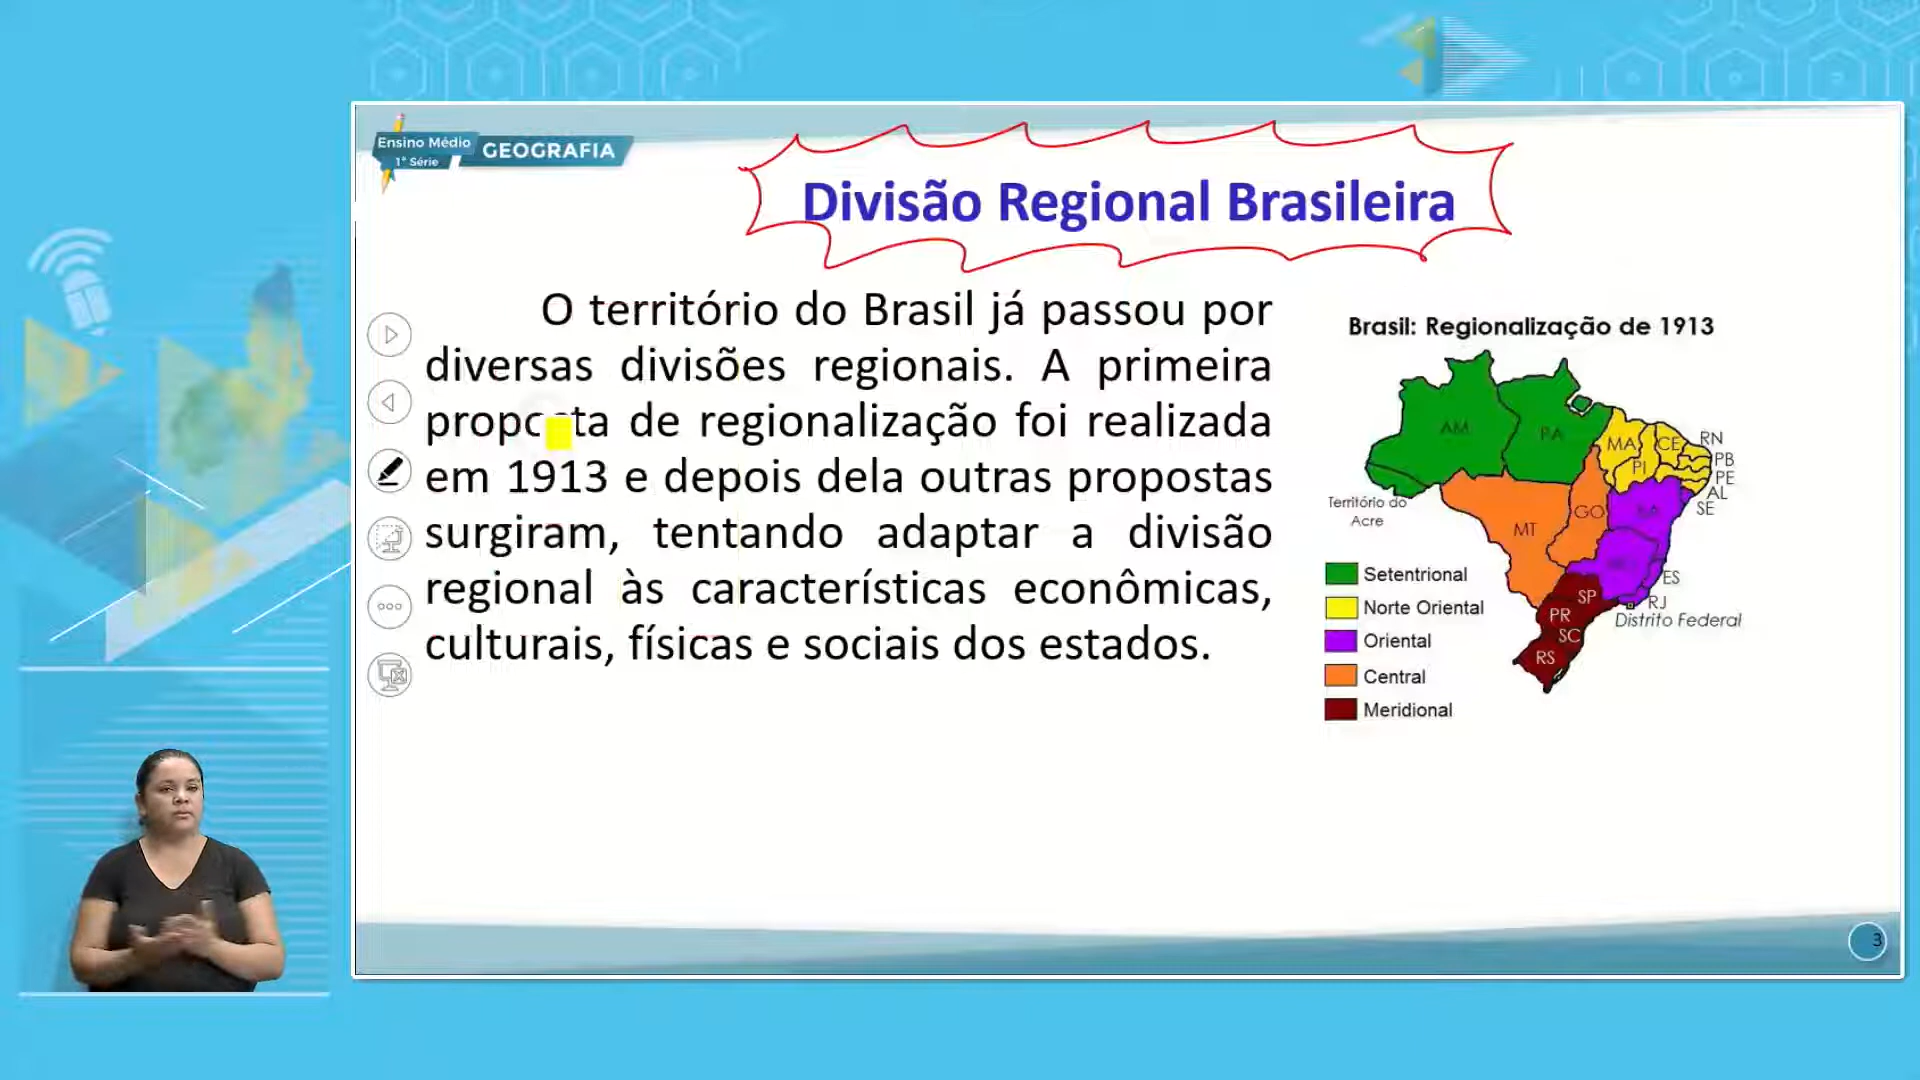 Ensino Médio
1ª Série
GEOGRAFIA
Divisão Regional Brasileira
O território do Brasil já passou por
diversas divisões regionais. A primeira
de regionalização foi realizada
em 1913 e depois dela outras propostas
surgiram, tentando adaptar a divisão
regional às características econômicas,
culturais, físicas e sociais dos estados.
Brasil: Regionalização de 1913
AM
PA
MA
CE
RN
PI
PB
PE
AL
SE
Território do
Acre
MT
GO
BA
ES
SP
RJ
Distrito Federal
PR
SC
RS
Setentrional
Norte Oriental
Oriental
Central
Meridional
3